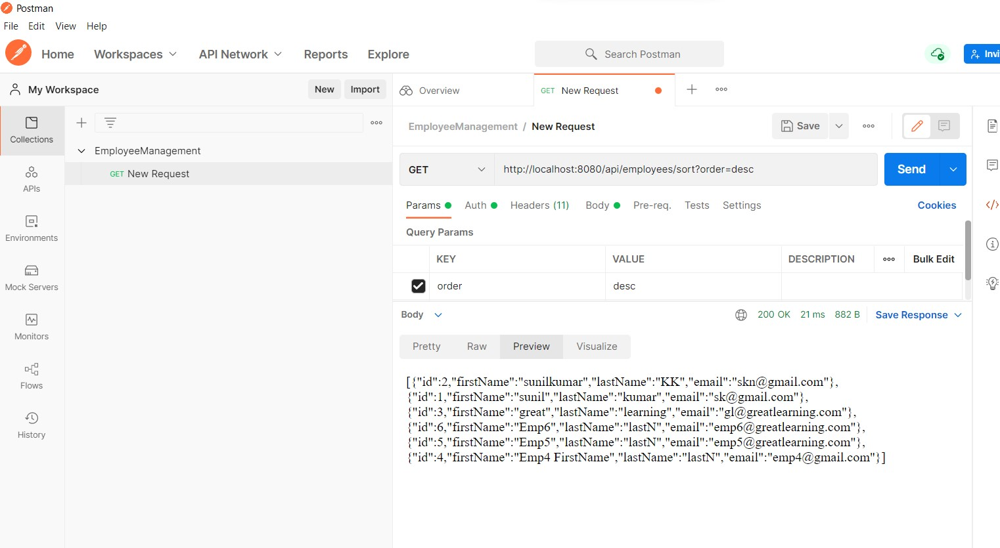 Postman
File Edit View Help
Home Workspaces API Network Reports Explore Search Postman Invi
My Workspace New Import
Overview GET New Request
Collections
EmployeeManagement / New Request Save
EmployeeManagement
GET New Request
GET http://localhost:8080/api/employees/sort?order=desc Send
APIs
Params Auth Headers (11) Body Pre-req. Tests Settings Cookies
Environments
Query Params
KEY VALUE DESCRIPTION Bulk Edit
order desc
Mock Servers
Body 200 OK 21 ms 882 B Save Response
Monitors
Pretty Raw Preview Visualize
Flows
[{"id":2,"firstName":"sunilkumar","lastName":"KK","email":"skn@gmail.com"},
{"id":1,"firstName":"sunil","lastName":"kumar","email":"sk@gmail.com"},
{"id":3,"firstName":"great","lastName":"learning","email":"gl@greatlearning.com"},
{"id":6,"firstName":"Emp6","lastName":"lastN","email":"emp6@greatlearning.com"},
{"id":5,"firstName":"Emp5","lastName":"lastN","email":"emp5@greatlearning.com"},
{"id":4,"firstName":"Emp4 FirstName","lastName":"lastN","email":"emp4@gmail.com"}]
History